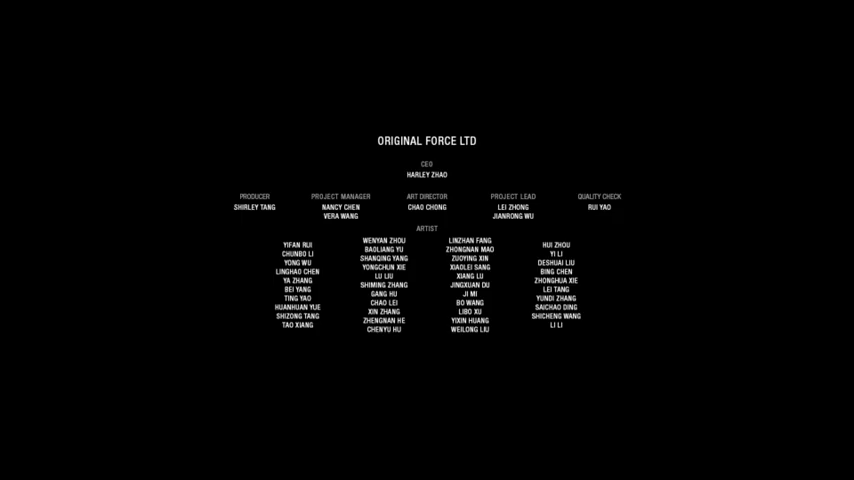 ORIGINAL FORCE LTD
CEO
HARLEY ZHAO
PRODUCER
SHIRLEY TANG
PROJECT MANAGER
NANCY CHEN
VERA WANG
ART DIRECTOR
CHAO CHONG
PROJECT LEAD
LEI ZHONG
JIANRONG WU
QUALITY CHECK
RUI YAO
ARTIST
YIFAN RUI
CHUNBO LI
YONG WU
LINGHAO CHEN
YA ZHANG
BEI YANG
TING YAO
HUANHUAN YUE
SHIZONG TANG
TAO XIANG
WENYAN ZHOU
BAOLIANG YU
SHANQING YANG
YONGCHUN XIE
LU LIU
SHIMING ZHANG
GANG HU
CHAO LEI
XIN ZHANG
ZHENGNAN HE
CHENYU HU
LINZHAN FANG
ZHONGNAN MAO
ZUOYING XIN
XIAOLEI SANG
XIANG LU
JINGXUAN DU
JI MI
BO WANG
LIBO XU
YIXIN HUANG
WEILONG LIU
HUI ZHOU
YI LI
DESHUAI LIU
BING CHEN
ZHONGHUA XIE
LEI TANG
YUNDI ZHANG
SAICHAO DING
SHICHENG WANG
LI LI